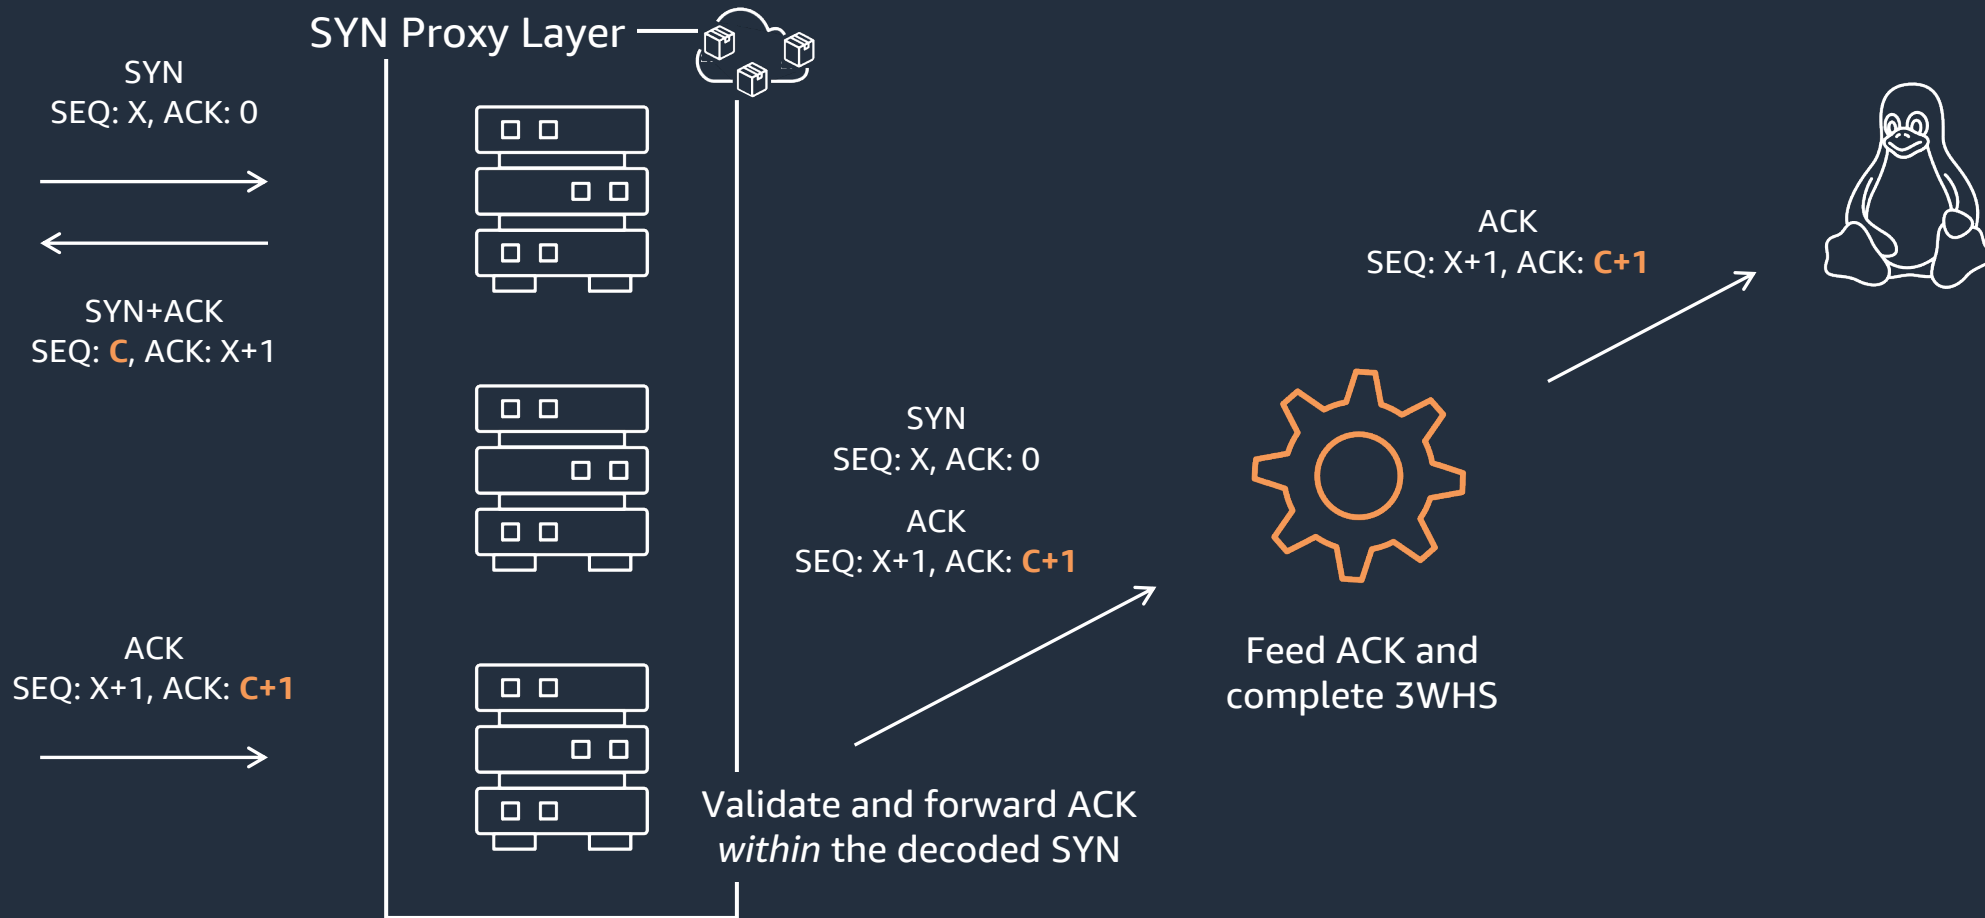 SYN Proxy Layer
SYN
SEQ: X, ACK: 0
SYN+ACK
SEQ: C, ACK: X+1
ACK
SEQ: X+1, ACK: C+1
SYN
SEQ: X, ACK: 0
ACK
SEQ: X+1, ACK: C+1
Validate and forward ACK
within the decoded SYN
Feed ACK and
complete 3WHS
ACK
SEQ: X+1, ACK: C+1